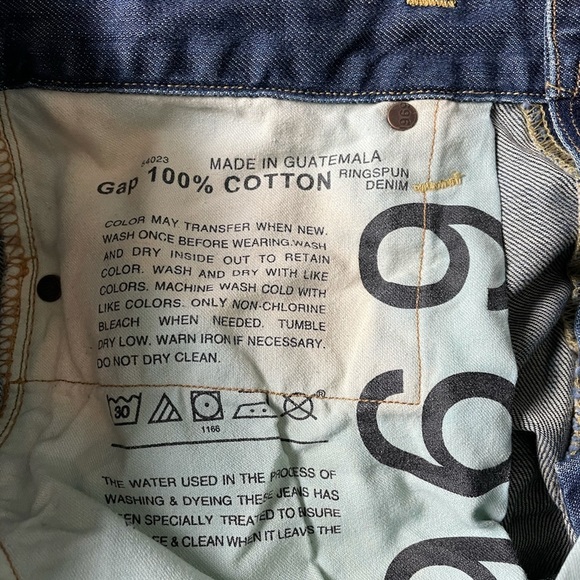 54023
MADE IN GUATEMALA
Gap 100% COTTON RINGSPUN DENIM
COLOR MAY TRANSFER WHEN NEW.
WASH ONCE BEFORE WEARING. WASH
AND DRY INSIDE OUT TO RETAIN
COLOR. WASH AND DRY WITH LIKE
COLORS. MACHINE WASH COLD WITH
LIKE COLORS. ONLY NON-CHLORINE
BLEACH WHEN NEEDED. TUMBLE
DRY LOW. WARN IRON IF NECESSARY.
DO NOT DRY CLEAN.
30
®
1166
THE WATER USED IN THE PROCESS OF
WASHING & DYEING THESE JEANS HAS
BEEN SPECIALLY TREATED TO ENSURE
& CLEAN WHEN IT LEAVS THE
969